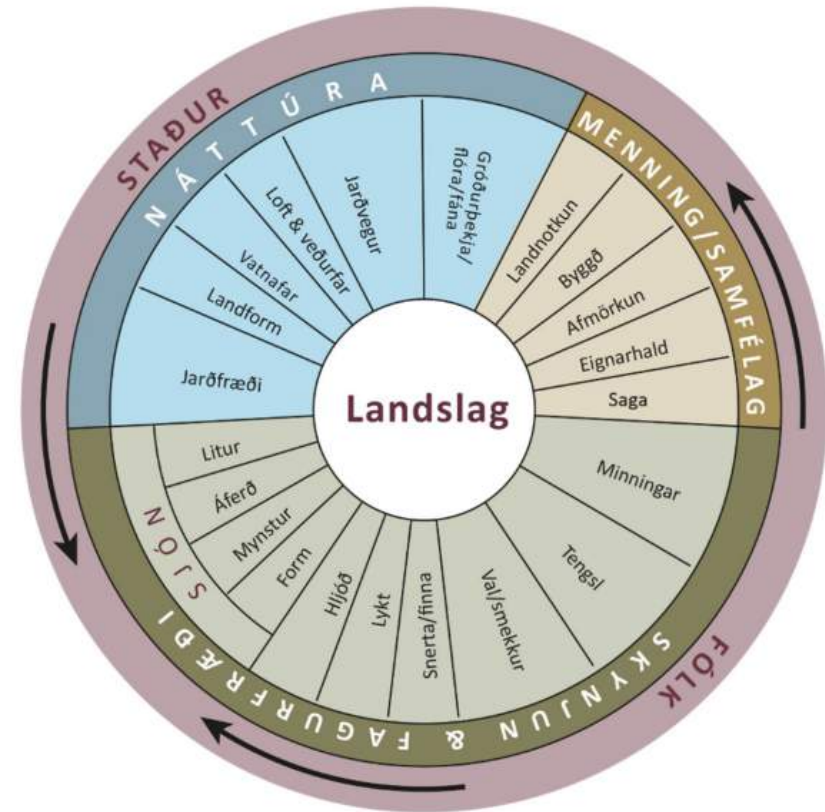 STAÐUR
NÁTTÚRA
Jarðfræði
Landform
Vatnafar
Loft & veðurfar
Jarðvegur
Gróðurþekja/
flóra/fána
MENNING/SAMFÉLAG
Landnotkun
Byggð
Afmörkun
Eignarhald
Saga
Landslag
FÓLK
SKYNJUN & FAGURFRÆÐI
Minningar
Tengsl
Val/smekkur
Snerta/finna
Lykt
Hljóð
SJÓN
Form
Mynstur
Áferð
Litur